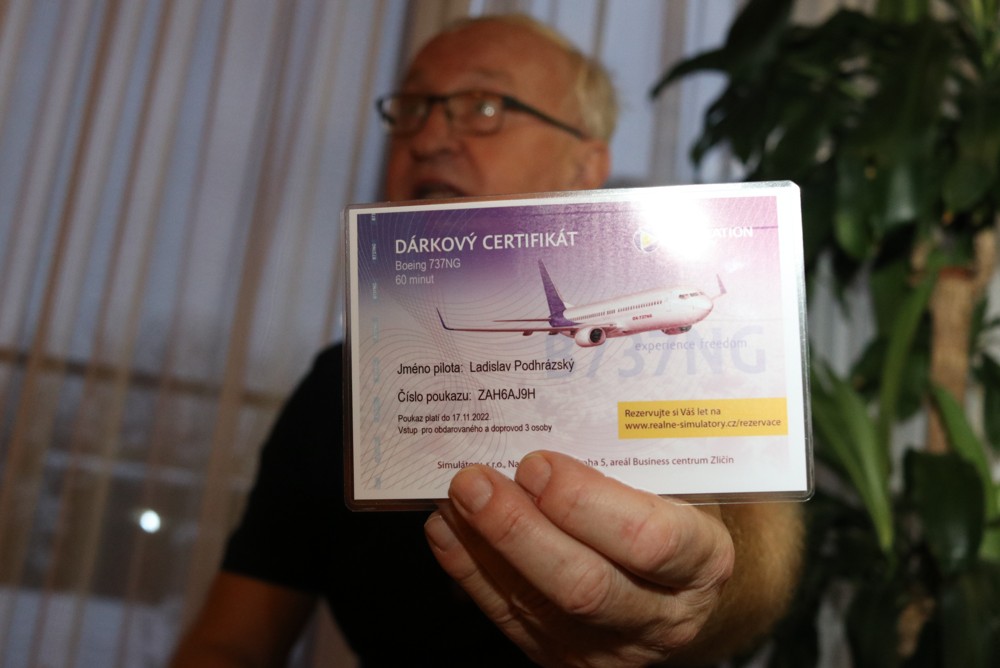 DÁRKOVÝ CERTIFIKÁT
Boeing 737NG
60 minut
experience freedom
B737NG
Jméno pilota: Ladislav Podhrázský
Číslo poukazu: ZAH6AJ9H
Poukaz platí do 17.11.2022
Vstup pro obdarovaného a doprovod 3 osoby
Rezervujte si Váš let na
www.realne-simulatory.cz/rezervace
s.r.o., 5, areál Business centrum Zličín